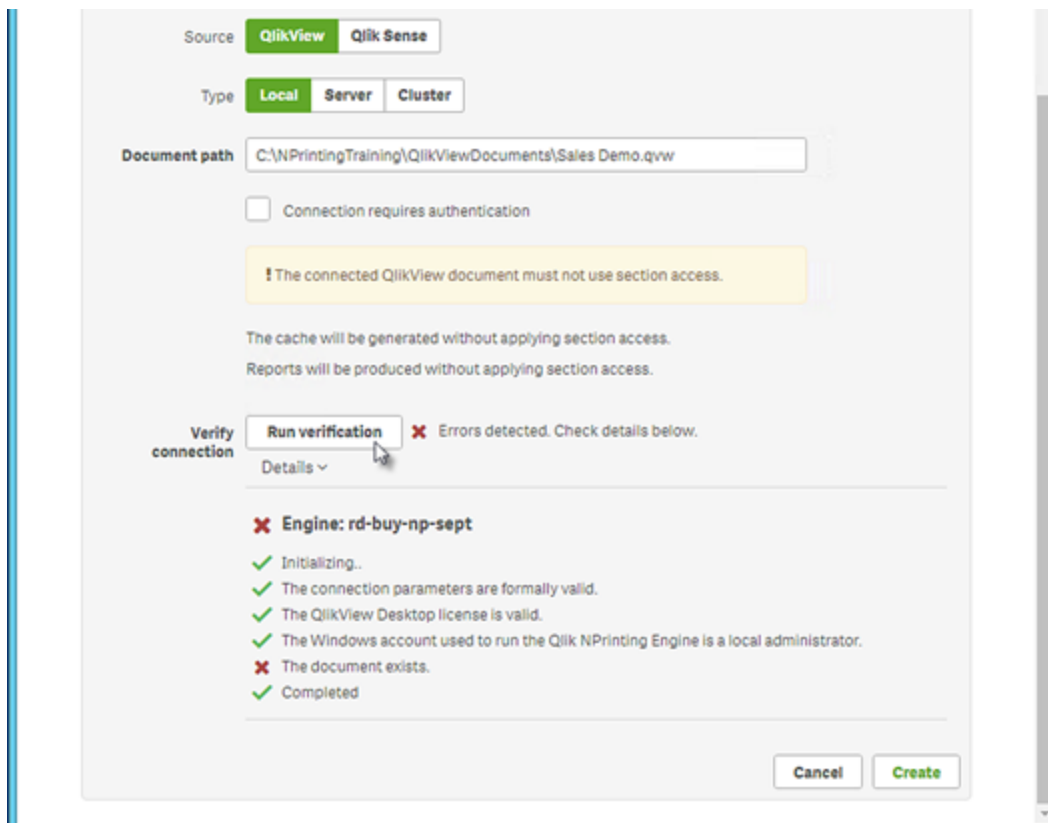 Source QlikView Qlik Sense
Type Local Server Cluster
Document path C:\NPrintingTraining\QlikViewDocuments\Sales Demo.qvw
Connection requires authentication
! The connected QlikView document must not use section access.
The cache will be generated without applying section access.
Reports will be produced without applying section access.
Verify connection Run verification Errors detected. Check details below.
Details
Engine: rd-buy-np-sept
Initializing..
The connection parameters are formally valid.
The QlikView Desktop license is valid.
The Windows account used to run the Qlik NPrinting Engine is a local administrator.
The document exists.
Completed
Cancel Create